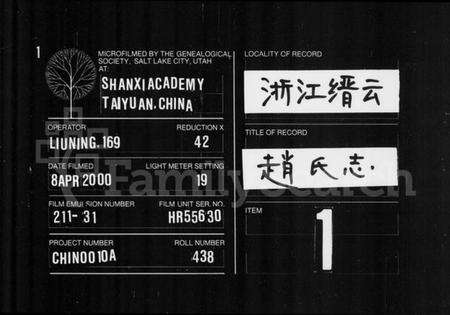 1
MICROFILMED BY THE GENEALOGICAL
SOCIETY, SALT LAKE CITY, UTAH
AT:
SHANXI ACADEMY
TAIYUAN, CHINA
OPERATOR
REDUCTION X
LIUNING.169
42
DATE FILMED
LIGHT METER SETTING
8APR2000
19
FILM EMULSION NUMBER
FILM UNIT SER. NO.
211-31
HR55630
PROJECT NUMBER
ROLL NUMBER
CHIN0010A
438
LOCALITY OF RECORD
浙江缙云
TITLE OF RECORD
趙氏志
ITEM
1
FamilySearch